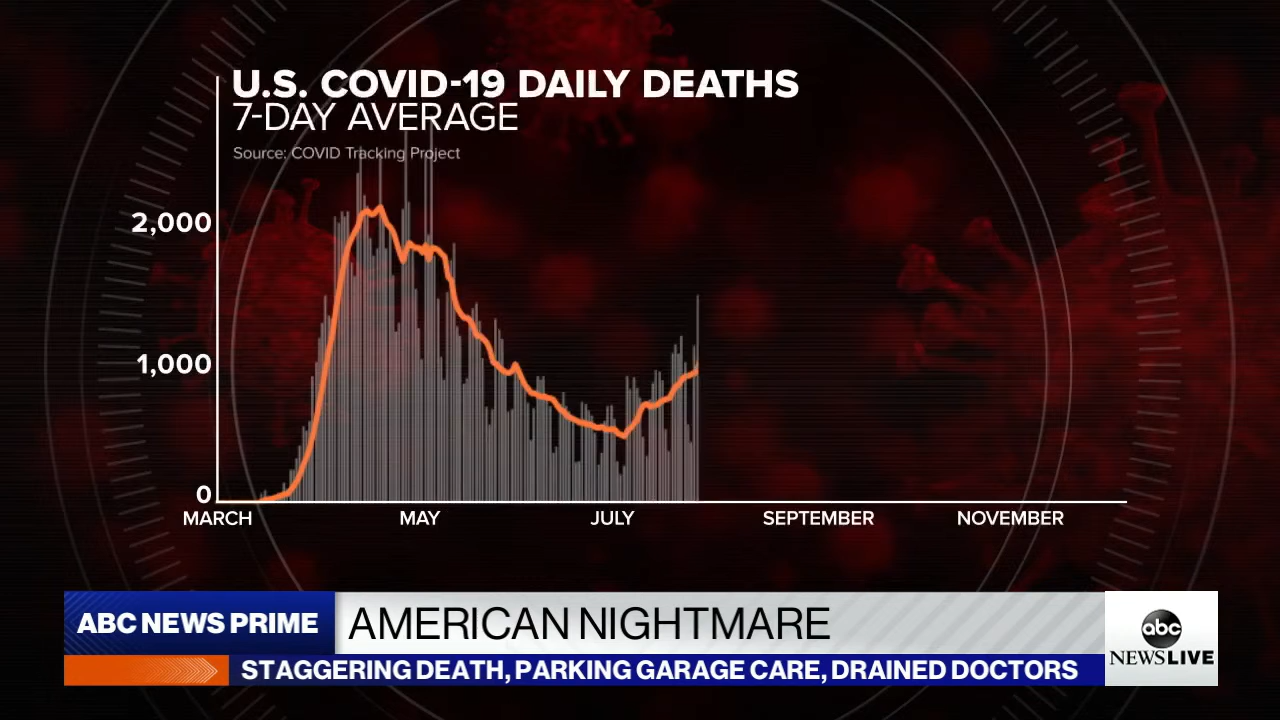 U.S. COVID-19 DAILY DEATHS
7-DAY AVERAGE
Source: COVID Tracking Project
2,000
1,000
0
MARCH MAY JULY SEPTEMBER NOVEMBER
ABC NEWS PRIME AMERICAN NIGHTMARE
STAGGERING DEATH, PARKING GARAGE CARE, DRAINED DOCTORS
abc
NEWS LIVE